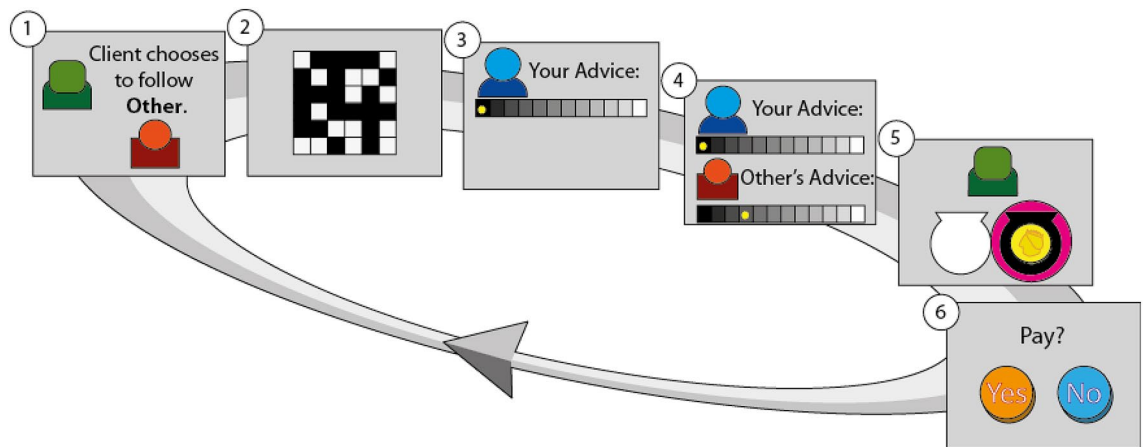 1
Client chooses
to follow
Other.
2
3
Your Advice:
4
Your Advice:
Other's Advice:
5
6
Pay?
Yes
No